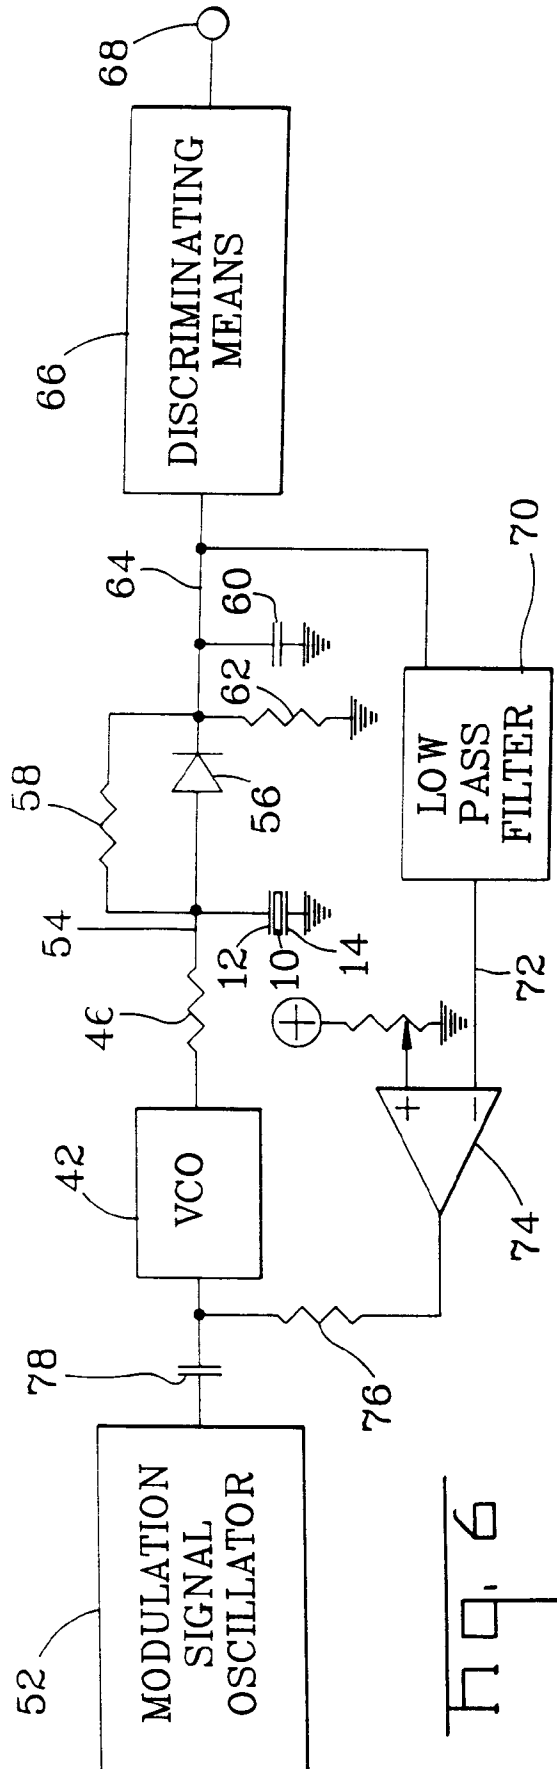 52
MODULATION
SIGNAL
OSCILLATOR
78
42
VCO
46
54
58
56
12
10
14
62
60
64
66
DISCRIMINATING
MEANS
68
76
74
+
−
+
72
LOW
PASS
FILTER
70
Fig. 6